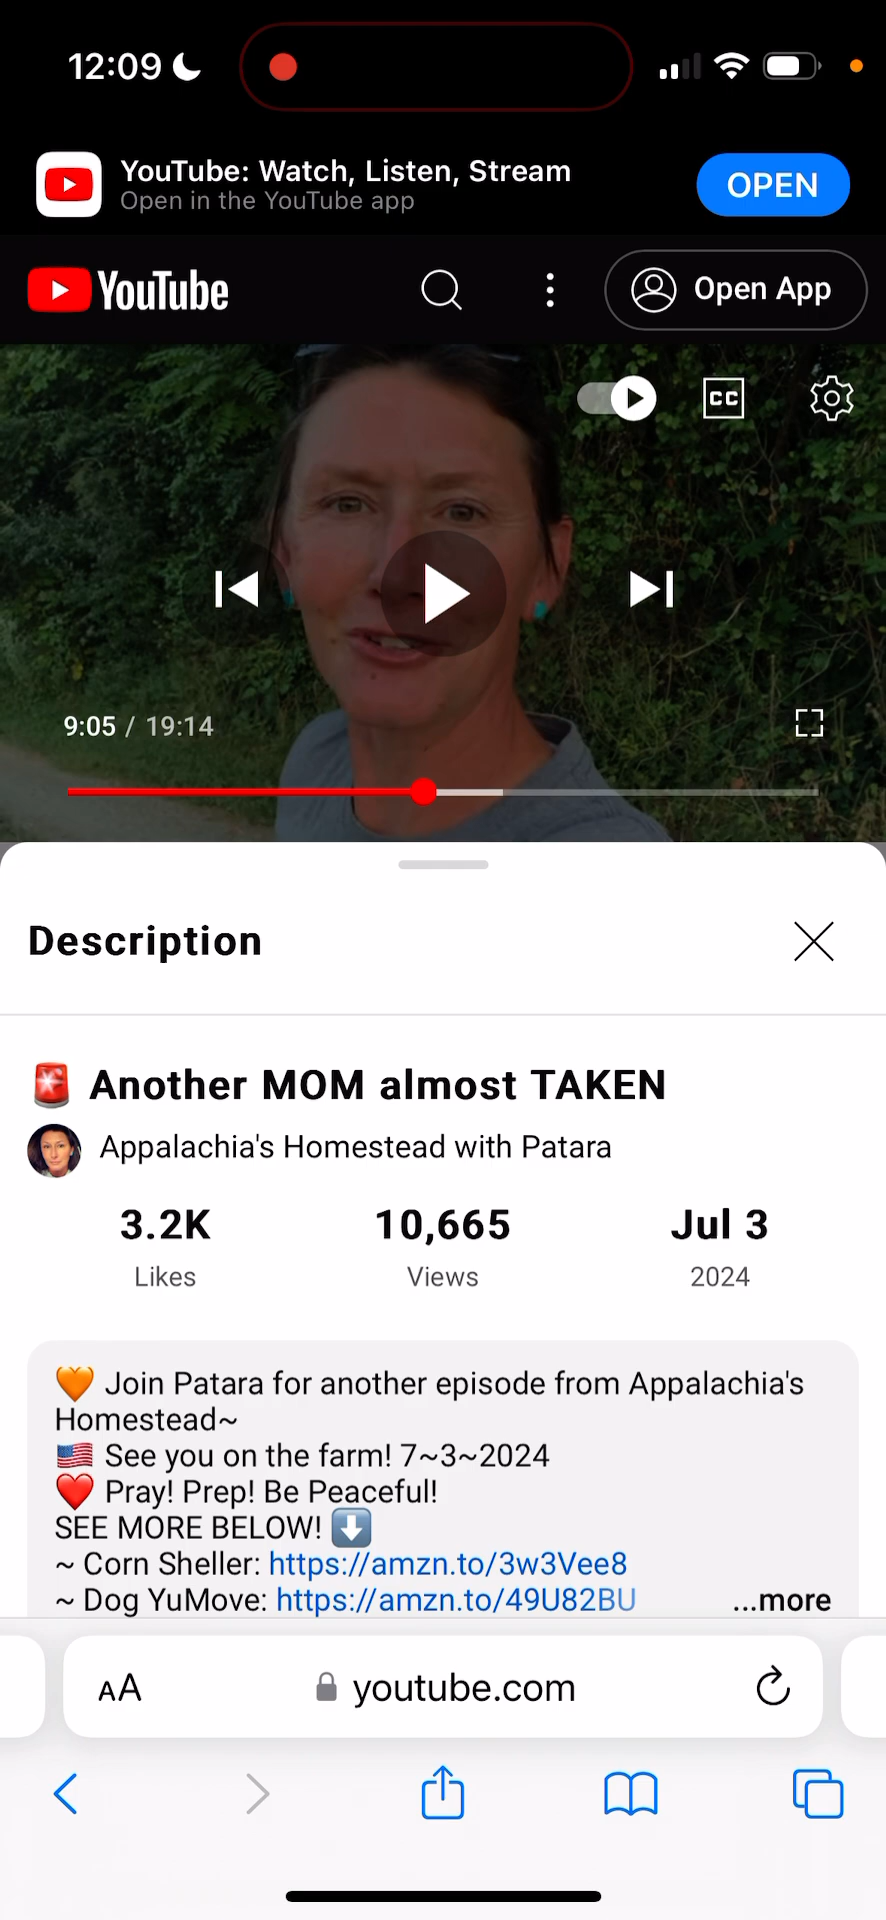 12:09
YouTube: Watch, Listen, Stream
Open in the YouTube app
OPEN
YouTube
Open App
CC
9:05 / 19:14
Description
🚨 Another MOM almost TAKEN
Appalachia's Homestead with Patara
3.2K 10,665 Jul 3
Likes Views 2024
🧡 Join Patara for another episode from Appalachia's
Homestead~
🇺🇸 See you on the farm! 7~3~2024
❤️ Pray! Prep! Be Peaceful!
SEE MORE BELOW! ⬇️
~ Corn Sheller: https://amzn.to/3w3Vee8
~ Dog YuMove: https://amzn.to/49U82BU ...more
AA youtube.com